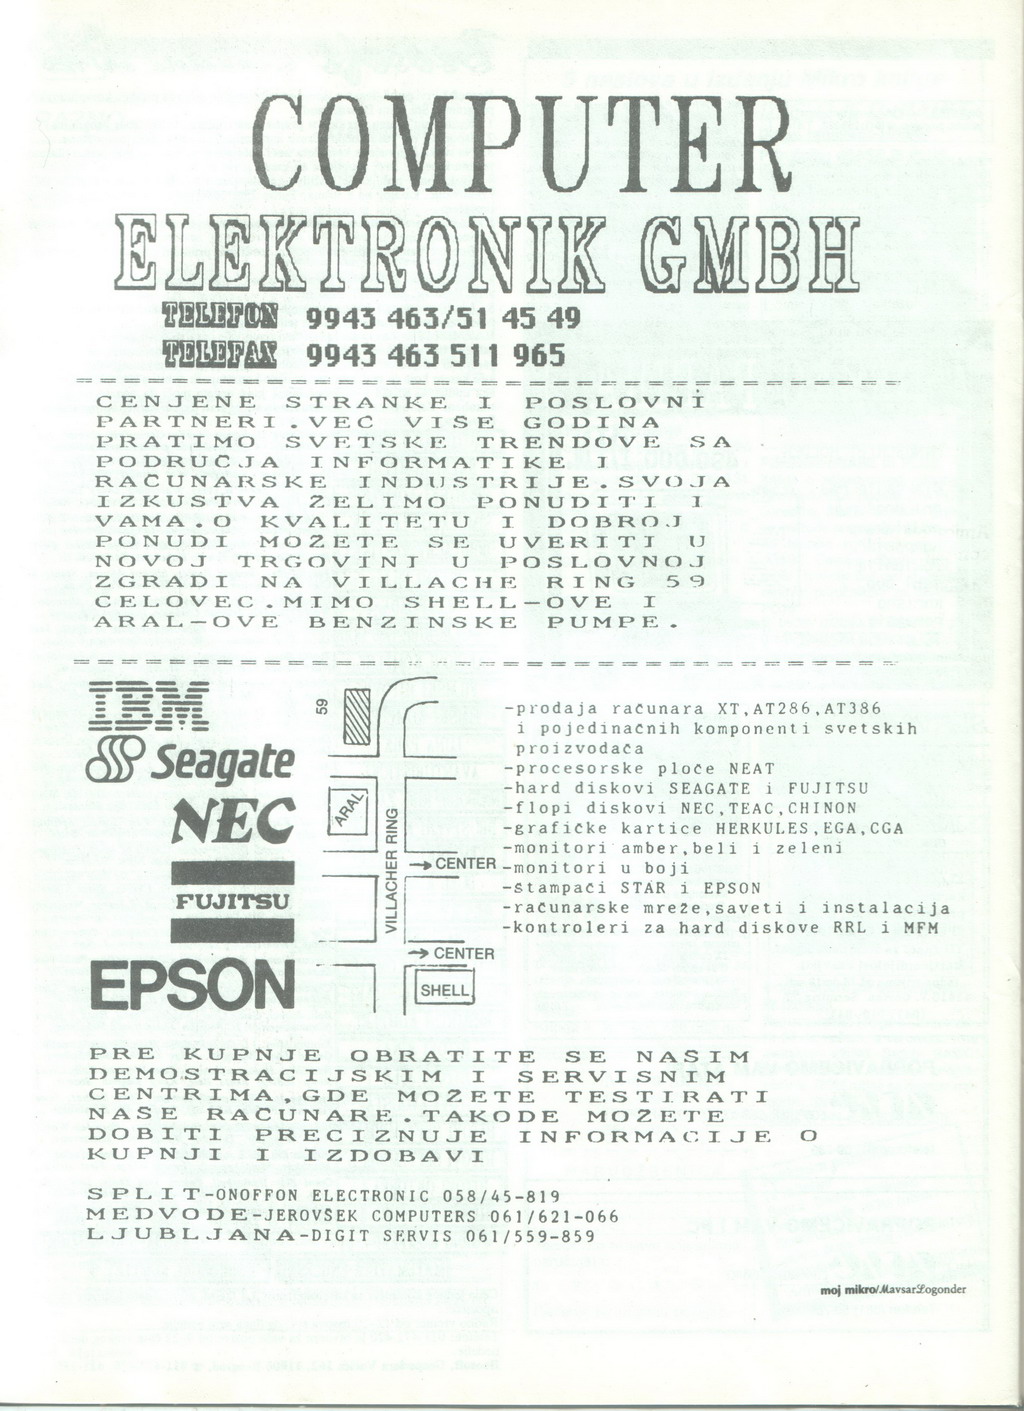 COMPUTER
ELEKTRONIK GMBH
TELEFON 9943 463/51 45 49
TELEFAX 9943 463 511 965
CENJENE STRANKE I POSLOVNI
PARTNERI.VEĆ VISE GODINA
PRATIMO SVETSKE TRENDOVE SA
PODRUČJA INFORMATIKE I
RAČUNARSKE INDUSTRIJE.SVOJA
IZKUSTVA ŽELIMO PONUDITI I
VAMA.O KVALITETU I DOBROJ
PONUDI MOŽETE SE UVERITI U
NOVOJ TRGOVINI U POSLOVNOJ
ZGRADI NA VILLACHE RING 59
CELOVEC.MIMO SHELL-OVE I
ARAL-OVE BENZINSKE PUMPE.
IBM
Seagate
NEC
FUJITSU
EPSON
59
ARAL
VILLACHER RING
→ CENTER
→ CENTER
SHELL
-prodaja računara XT,AT286,AT386
i pojedinačnih komponenti svetskih
proizvodača
-procesorske ploče NEAT
-hard diskovi SEAGATE i FUJITSU
-flopi diskovi NEC,TEAC,CHINON
-grafičke kartice HERKULES,EGA,CGA
-monitori amber,beli i zeleni
-monitori u boji
-štampači STAR i EPSON
-računarske mreže,saveti i instalacija
-kontroleri za hard diskove RRL i MFM
PRE KUPNJE OBRATITE SE NASIM
DEMOSTRACIJSKIM I SERVISNIM
CENTRIMA,GDE MOŽETE TESTIRATI
NASE RAČUNARE.TAKODE MOŽETE
DOBITI PRECIZNUJE INFORMACIJE O
KUPNJI I IZDOBAVI
SPLIT-ONOFFON ELECTRONIC 058/45-819
MEDVODE-JEROVŠEK COMPUTERS 061/621-066
LJUBLJANA-DIGIT SERVIS 061/559-859
moj mikro/MavsarLogonder